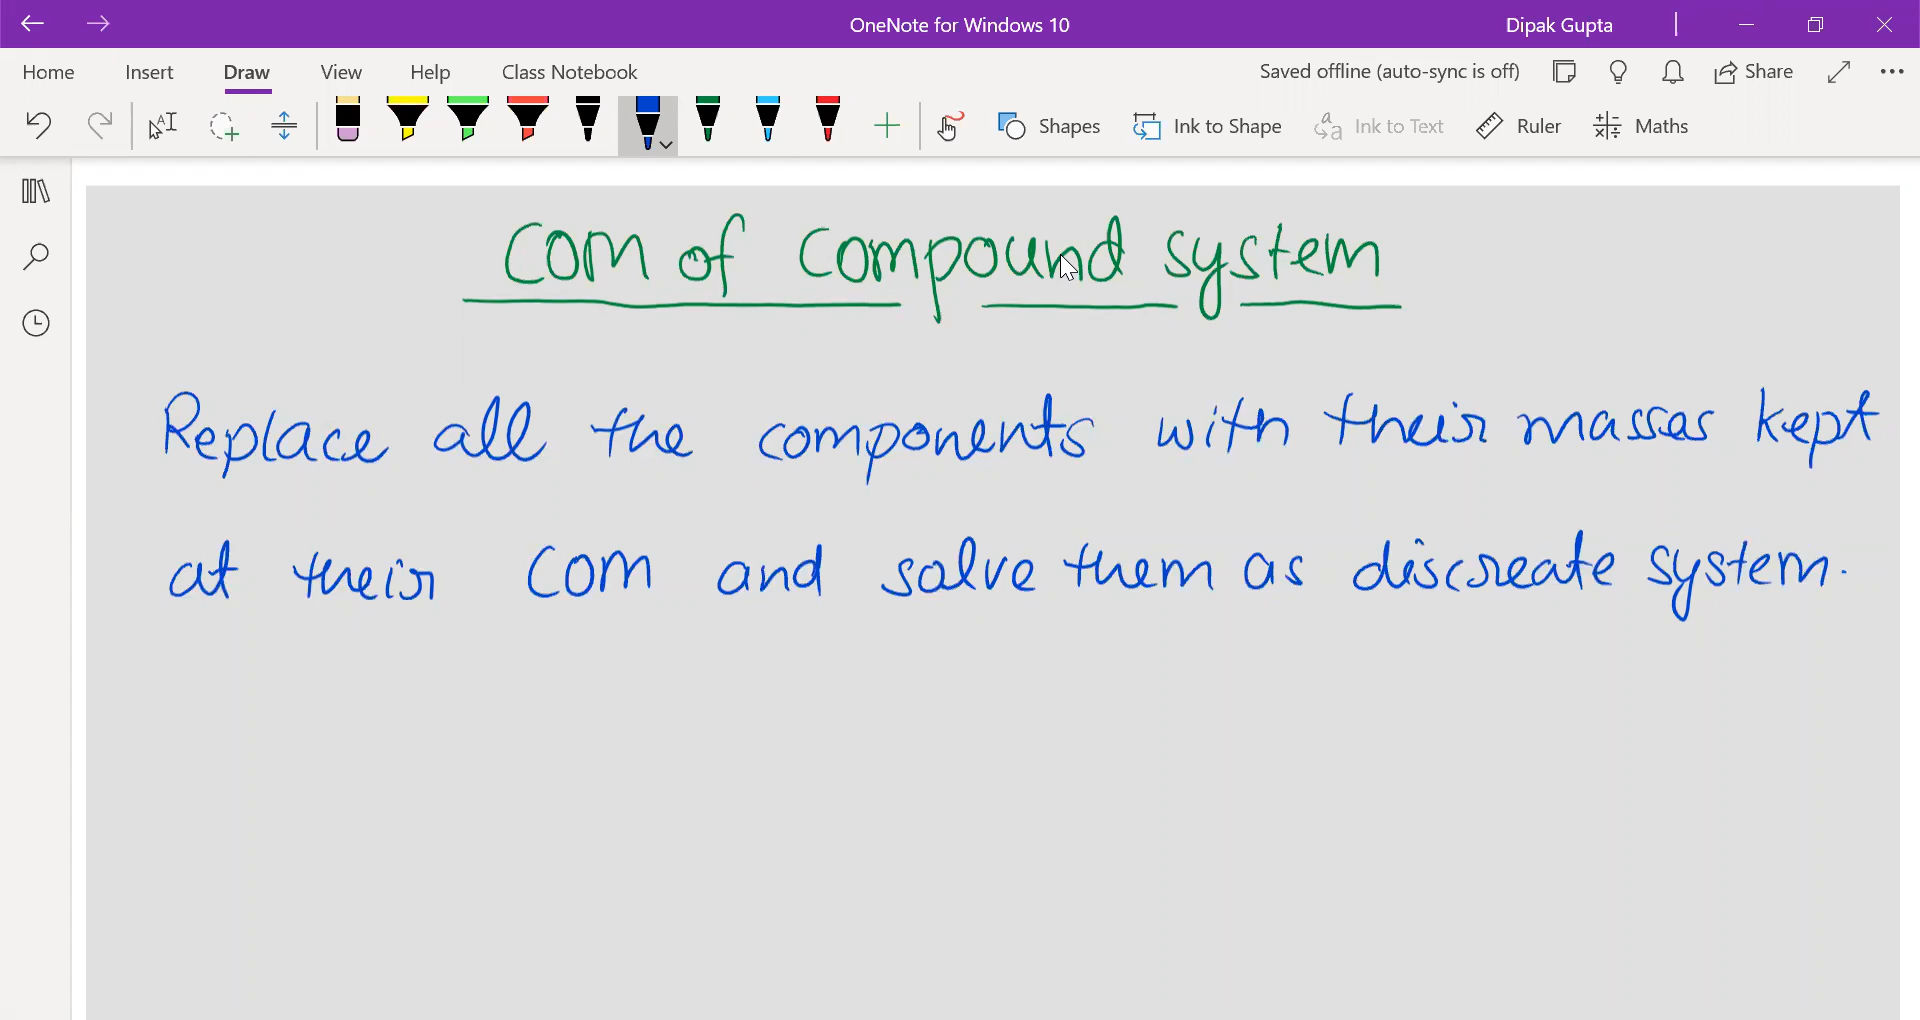 OneNote for Windows 10
Dipak Gupta
Home Insert Draw View Help Class Notebook
Saved offline (auto-sync is off) Share
Shapes Ink to Shape Ink to Text Ruler Maths
COM of compound system
Replace all the components with their masses kept
at their COM and solve them as discreate system.